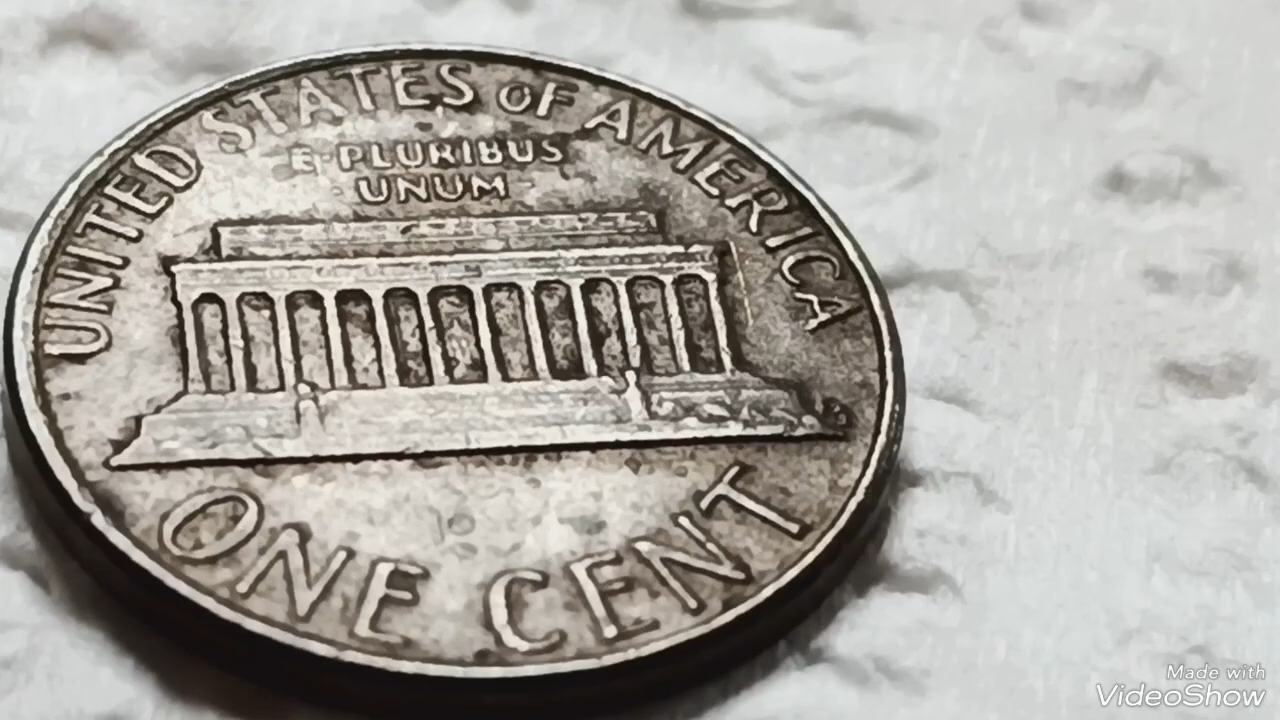 UNITED STATES OF AMERICA
E·PLURIBUS
UNUM
ONE CENT
Made with
VideoShow